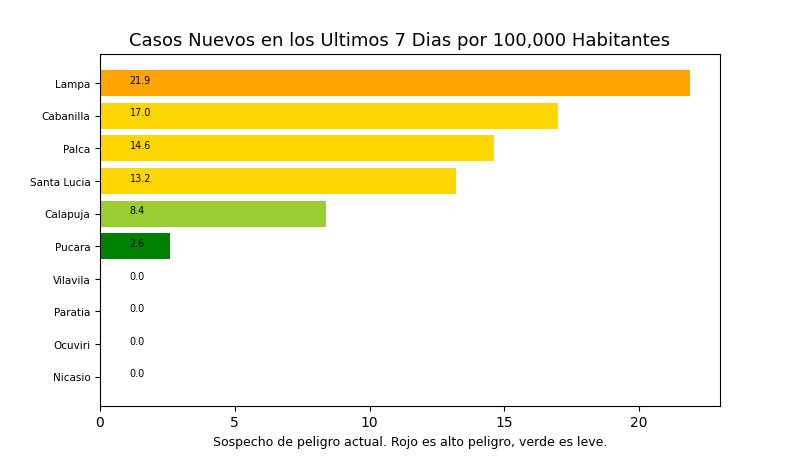 Casos Nuevos en los Ultimos 7 Dias por 100,000 Habitantes
Lampa 21.9
Cabanilla 17.0
Palca 14.6
Santa Lucia 13.2
Calapuja 8.4
Pucara 2.6
Vilavila 0.0
Paratia 0.0
Ocuviri 0.0
Nicasio 0.0
0 5 10 15 20
Sospecho de peligro actual. Rojo es alto peligro, verde es leve.